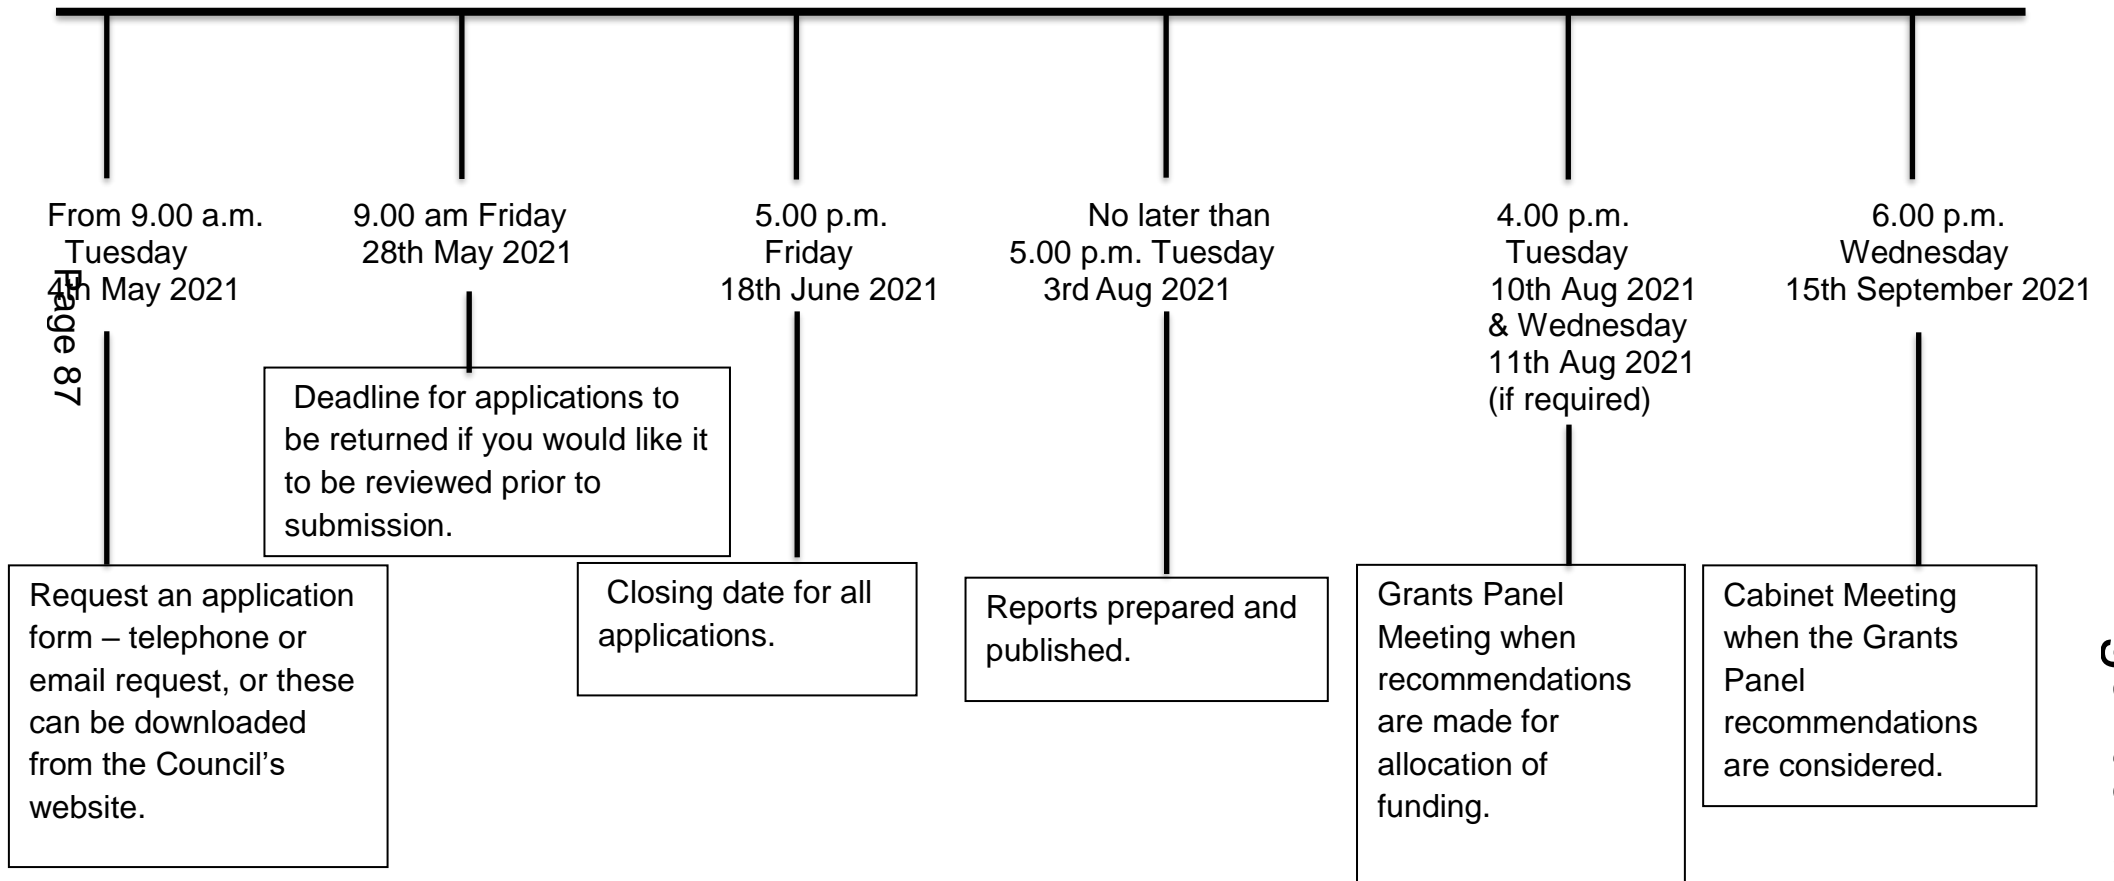 From 9.00 a.m.
Tuesday
4th May 2021
Page 87
Request an application
form – telephone or
email request, or these
can be downloaded
from the Council’s
website.
9.00 am Friday
28th May 2021
Deadline for applications to
be returned if you would like it
to be reviewed prior to
submission.
5.00 p.m.
Friday
18th June 2021
Closing date for all
applications.
No later than
5.00 p.m. Tuesday
3rd Aug 2021
Reports prepared and
published.
4.00 p.m.
Tuesday
10th Aug 2021
& Wednesday
11th Aug 2021
(if required)
Grants Panel
Meeting when
recommendations
are made for
allocation of
funding.
6.00 p.m.
Wednesday
15th September 2021
Cabinet Meeting
when the Grants
Panel
recommendations
are considered.